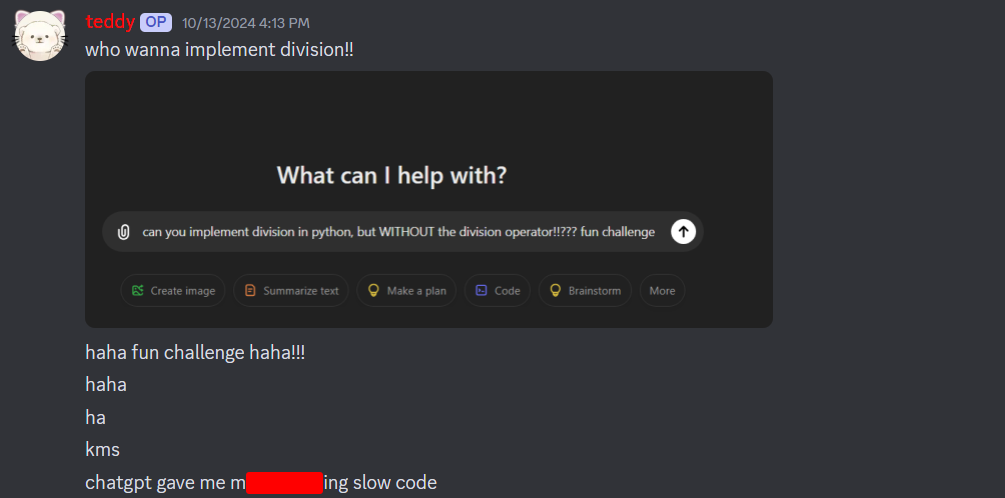 teddy OP 10/13/2024 4:13 PM
who wanna implement division!!
What can I help with?
can you implement division in python, but WITHOUT the division operator!!??? fun challenge
Create image Summarize text Make a plan Code Brainstorm More
haha fun challenge haha!!!
haha
ha
kms
chatgpt gave me m ing slow code